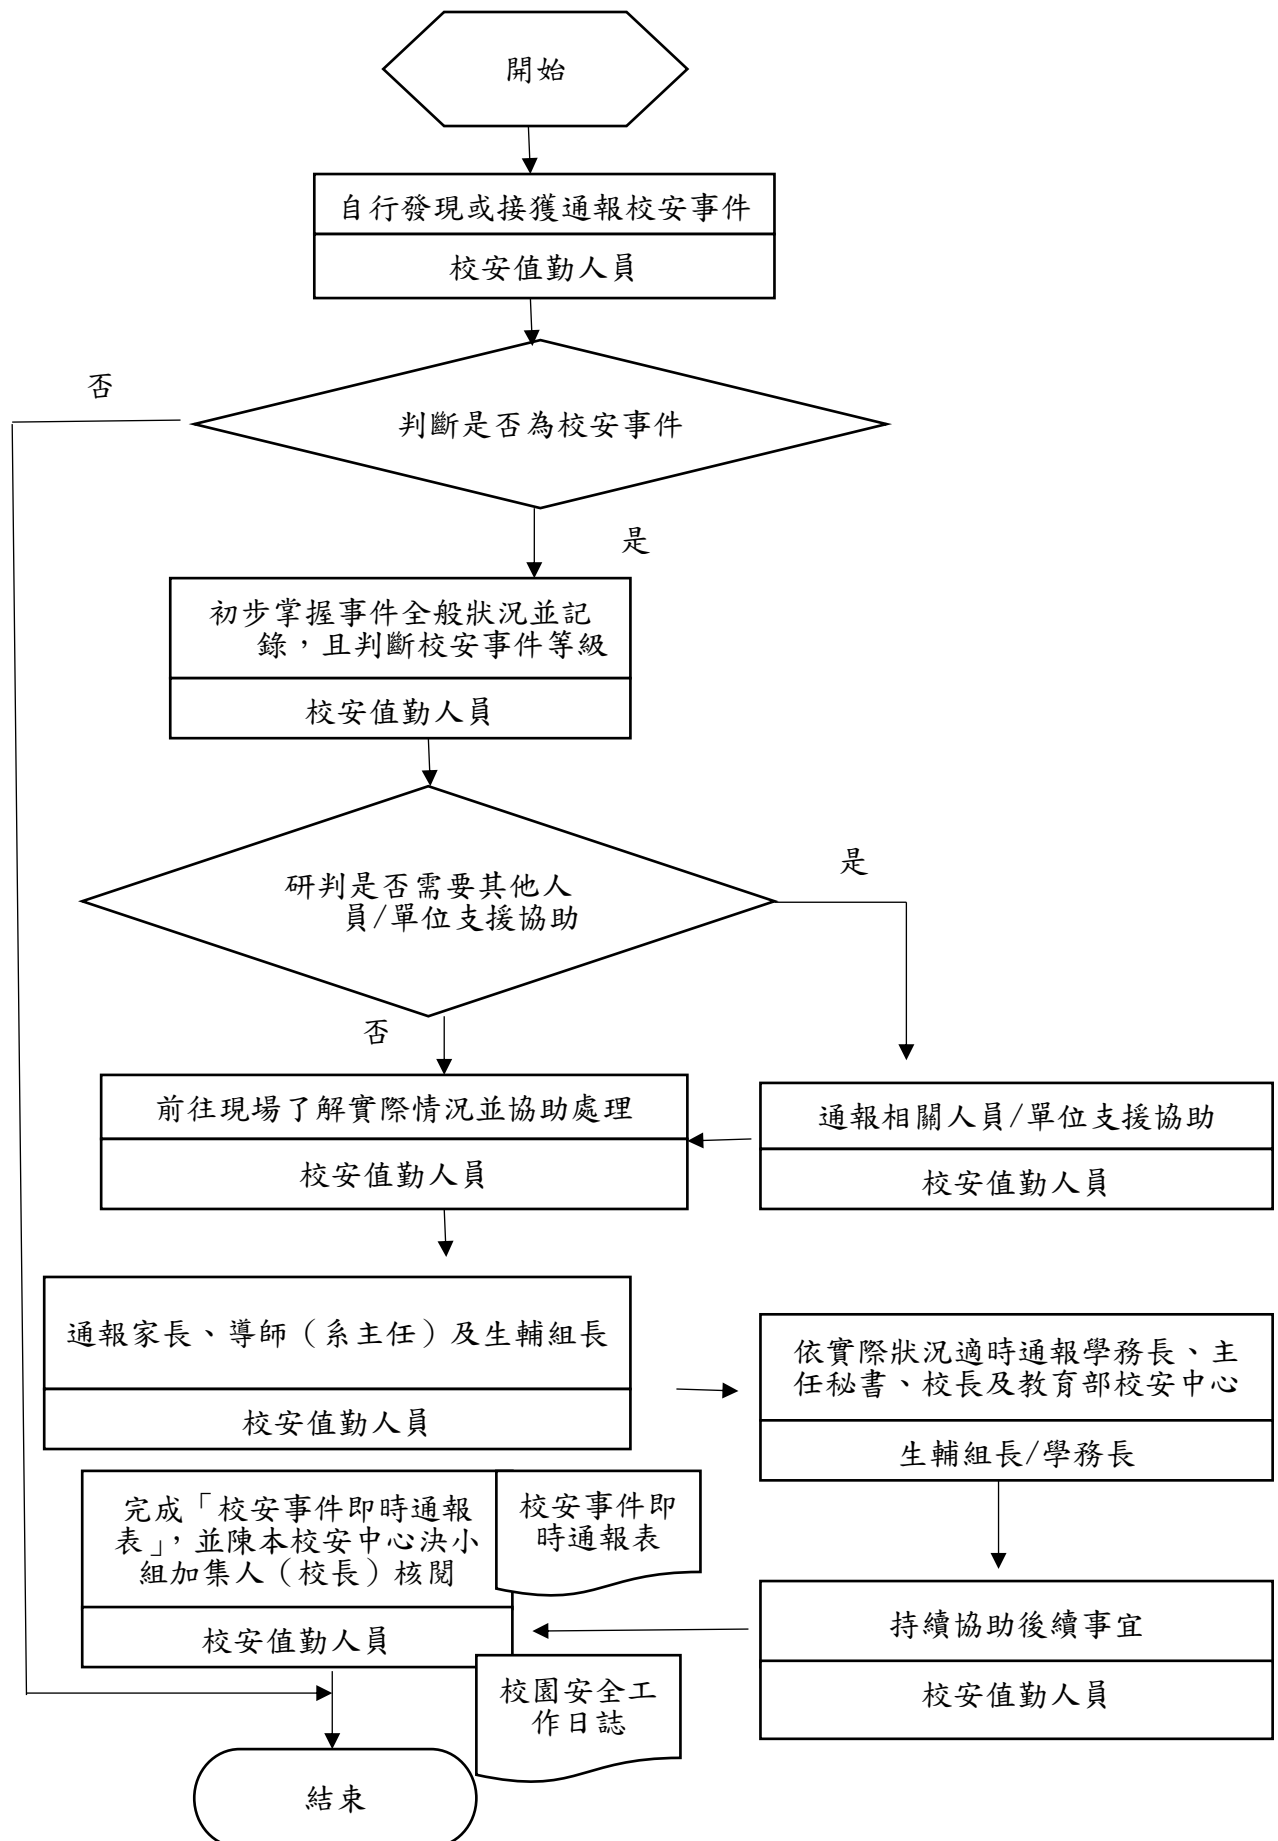 開始
自行發現或接獲通報校安事件
校安值勤人員
否
判斷是否為校安事件
是
初步掌握事件全般狀況並記
錄，且判斷校安事件等級
校安值勤人員
是
研判是否需要其他人
員/單位支援協助
否
前往現場了解實際情況並協助處理
校安值勤人員
通報相關人員/單位支援協助
校安值勤人員
通報家長、導師（系主任）及生輔組長
校安值勤人員
依實際狀況適時通報學務長、主
任秘書、校長及教育部校安中心
生輔組長/學務長
完成「校安事件即時通報
表」，並陳本校安中心決小
組加集人（校長）核閱
校安值勤人員
校安事件即
時通報表
持續協助後續事宜
校安值勤人員
校園安全工
作日誌
結束